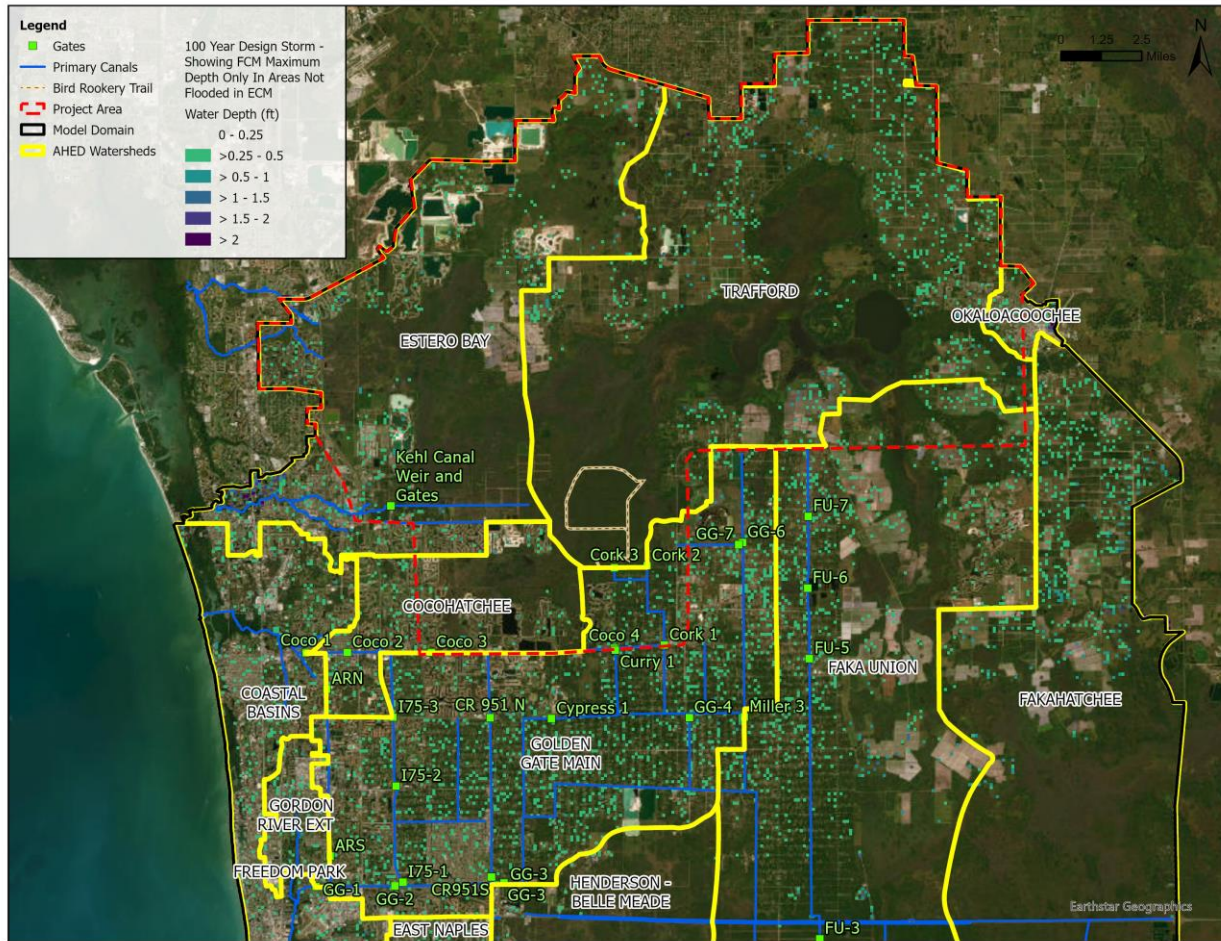 Legend
Gates
Primary Canals
Bird Rookery Trail
Project Area
Model Domain
AHED Watersheds
100 Year Design Storm -
Showing FCM Maximum
Depth Only In Areas Not
Flooded in ECM
Water Depth (ft)
0 - 0.25
>0.25 - 0.5
> 0.5 - 1
> 1 - 1.5
> 1.5 - 2
> 2
N
0 1.25 2.5
Miles
TRAFFORD
OKALOACOOCHEE
ESTERO BAY
Kehl Canal
Weir and
Gates
FU-7
GG-7 GG-6
Cork 3 Cork 2
FU-6
COCOHATCHEE
Coco 1 Coco 2 Coco 3 Coco 4 Cork 1
Curry 1
FU-5
FAKA UNION
ARN
COASTAL
BASINS
FAKAHATCHEE
I75-3 CR 951 N Cypress 1 GG-4 Miller 3
GOLDEN
GATE MAIN
I75-2
GORDON
RIVER EXT
ARS
FREEDOM PARK
GG-1 I75-1 GG-3
GG-2 CR951S GG-3
HENDERSON -
BELLE MEADE
EAST NAPLES
FU-3
Earthstar Geographics